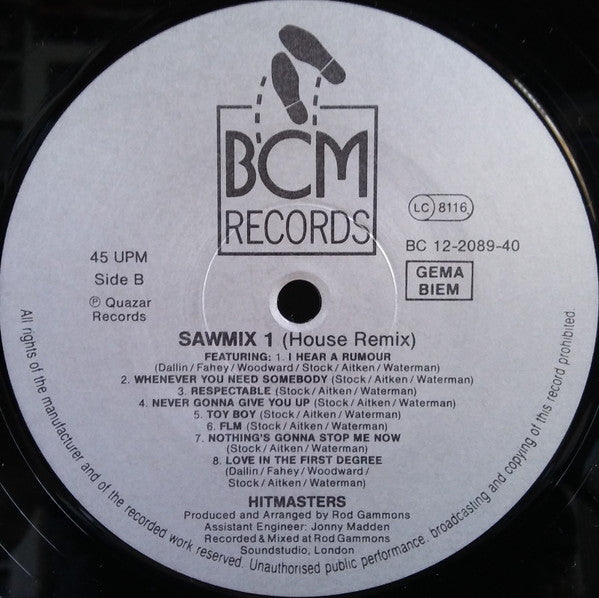 BCM
RECORDS
LC 8116
BC 12-2089-40
GEMA
BIEM
45 UPM
Side B
℗ Quazar
Records
SAWMIX 1 (House Remix)
FEATURING: 1. I HEAR A RUMOUR
(Dallin / Fahey / Woodward / Stock / Aitken / Waterman)
2. WHENEVER YOU NEED SOMEBODY (Stock / Aitken / Waterman)
3. RESPECTABLE (Stock / Aitken / Waterman)
4. NEVER GONNA GIVE YOU UP (Stock / Aitken / Waterman)
5. TOY BOY (Stock / Aitken / Waterman)
6. FLM (Stock / Aitken / Waterman)
7. NOTHING'S GONNA STOP ME NOW
(Stock / Aitken / Waterman)
8. LOVE IN THE FIRST DEGREE
(Dallin / Fahey / Woodward /
Stock / Aitken / Waterman)
HITMASTERS
Produced and Arranged by Rod Gammons
Assistant Engineer: Jonny Madden
Recorded & Mixed at Rod Gammons
Soundstudio, London
All rights of the manufacturer and of the recorded work reserved. Unauthorised public performance, broadcasting and copying of this record prohibited.